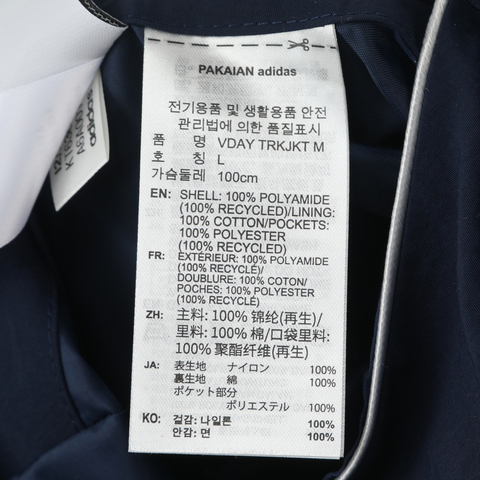 PAKAIAN adidas
전기용품 및 생활용품 안전
관리법에 의한 품질표시
품 명 VDAY TRKJKT M
호 칭 L
가슴둘레 100cm
EN: SHELL: 100% POLYAMIDE
(100% RECYCLED)/LINING:
100% COTTON/POCKETS:
100% POLYESTER
(100% RECYCLED)
FR: EXTÉRIEUR: 100% POLYAMIDE
(100% RECYCLÉ)/
DOUBLURE: 100% COTON/
POCHES: 100% POLYESTER
(100% RECYCLÉ)
ZH: 主料: 100% 锦纶(再生)/
里料: 100% 棉/口袋里料:
100% 聚酯纤维(再生)
JA: 表生地 ナイロン 100%
裏生地 綿 100%
ポケット部分
ポリエステル 100%
KO: 겉감: 나일론 100%
안감: 면 100%
adidas